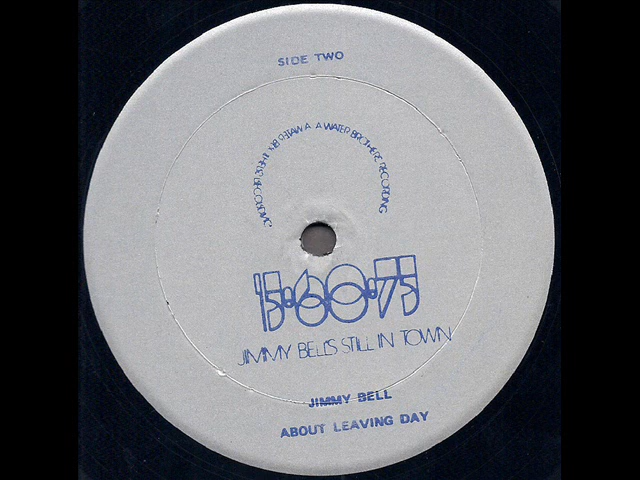 SIDE TWO
A WATER BROTHERS RECORDING
15·60·75
JIMMY BELL'S STILL IN TOWN
JIMMY BELL
ABOUT LEAVING DAY